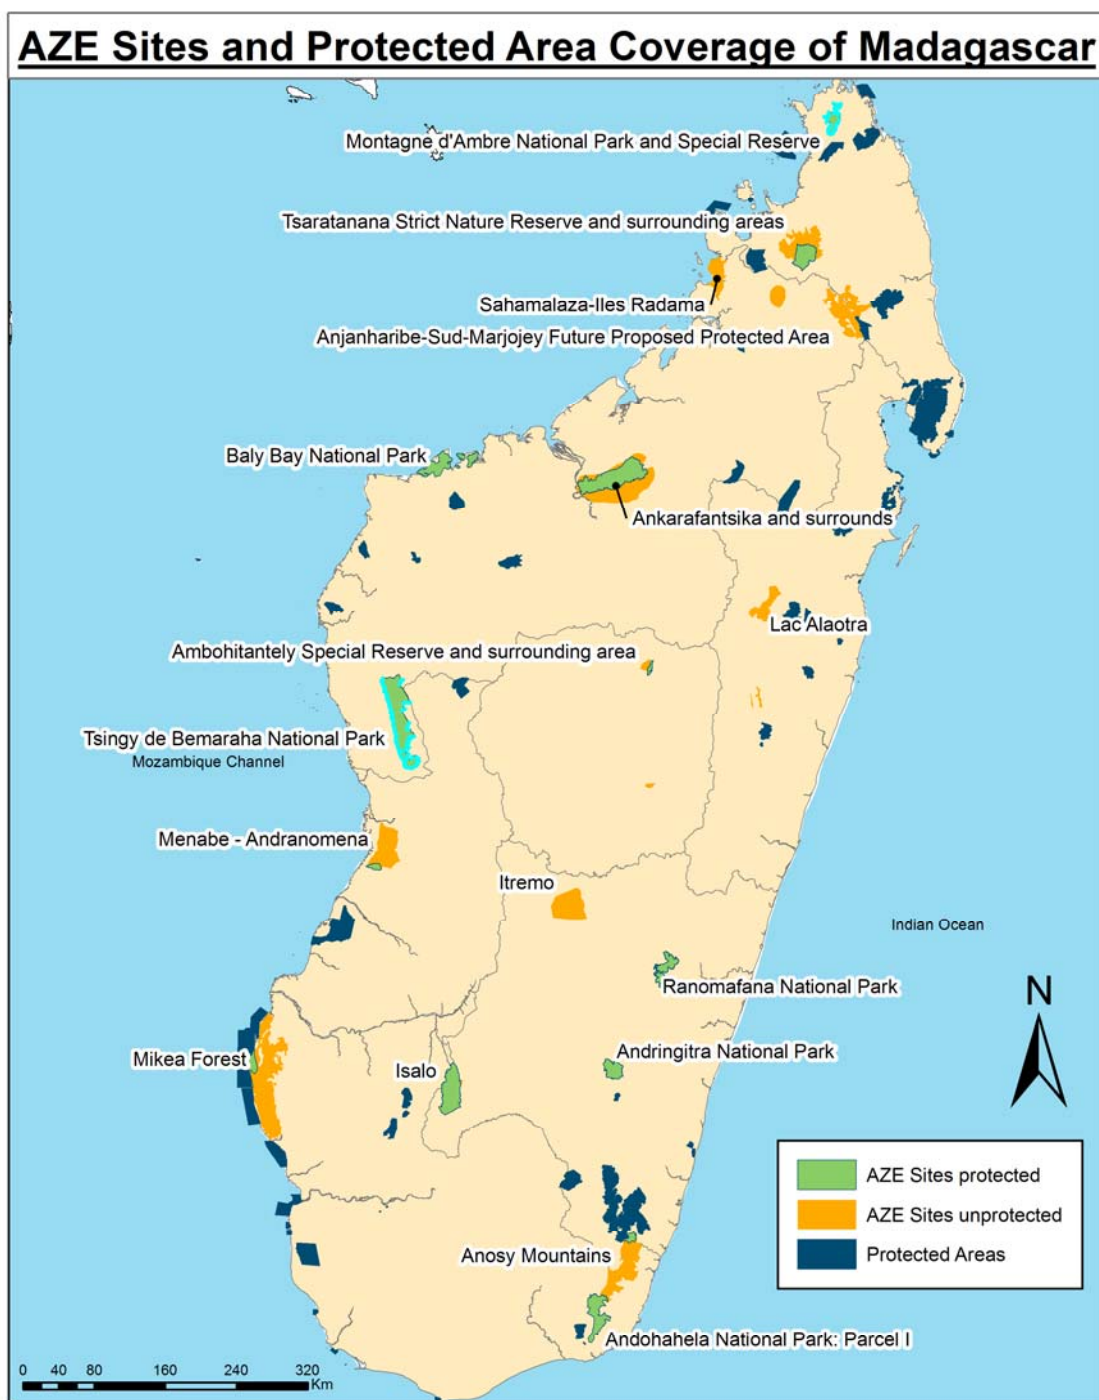 AZE Sites and Protected Area Coverage of Madagascar
Montagne d'Ambre National Park and Special Reserve
Tsaratanana Strict Nature Reserve and surrounding areas
Sahamalaza-Iles Radama
Anjanharibe-Sud-Marjojey Future Proposed Protected Area
Baly Bay National Park
Ankarafantsika and surrounds
Lac Alaotra
Ambohitantely Special Reserve and surrounding area
Tsingy de Bemaraha National Park
Mozambique Channel
Menabe - Andranomena
Itremo
Indian Ocean
Ranomafana National Park
N
Andringitra National Park
Mikea Forest
Isalo
AZE Sites protected
AZE Sites unprotected
Protected Areas
Anosy Mountains
Andohahela National Park: Parcel I
0 40 80 160 240 320
Km